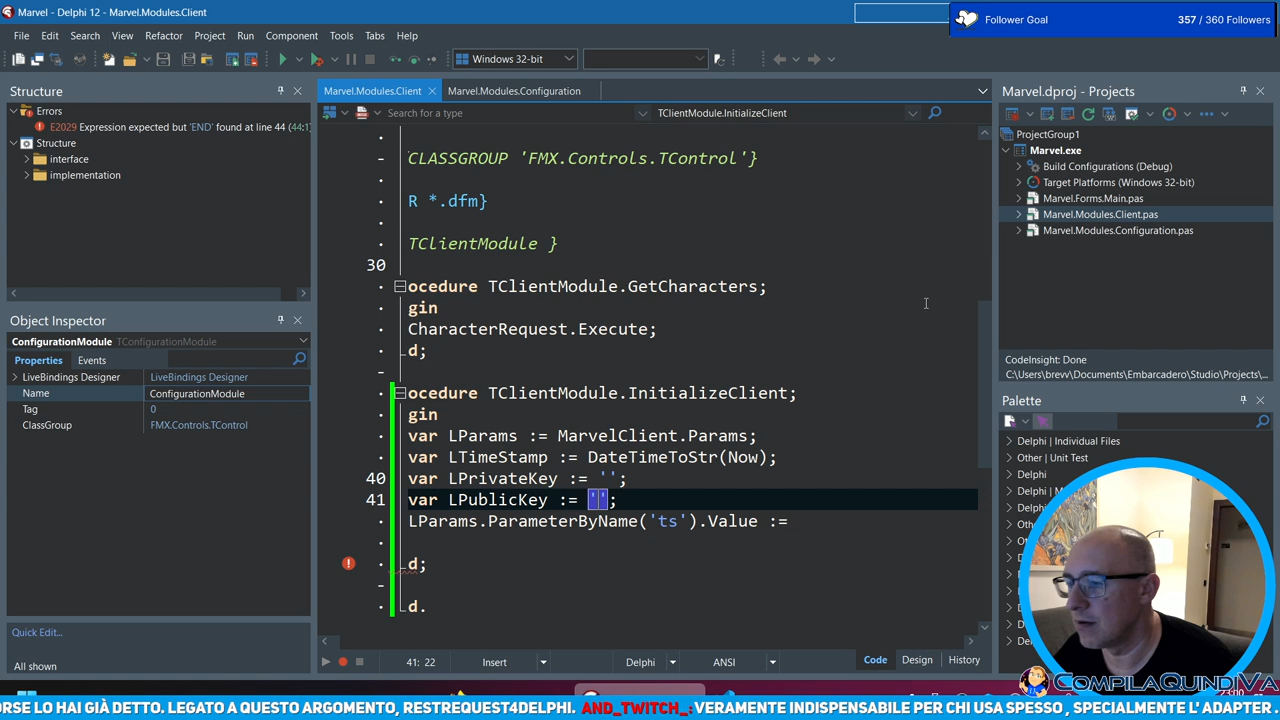 Marvel - Delphi 12 - Marvel.Modules.Client
Follower Goal
357 / 360 Followers
File Edit Search View Refactor Project Run Component Tools Tabs Help
Windows 32-bit
Structure
Errors
E2029 Expression expected but 'END' found at line 44 (44:1)
Structure
interface
implementation
Object Inspector
ConfigurationModule TConfigurationModule
Properties Events
LiveBindings Designer LiveBindings Designer
Name ConfigurationModule
Tag 0
ClassGroup FMX.Controls.TControl
Quick Edit...
All shown
Marvel.Modules.Client Marvel.Modules.Configuration
Search for a type TClientModule.InitializeClient
CLASSGROUP 'FMX.Controls.TControl'}
R *.dfm}
TClientModule }
30
ocedure TClientModule.GetCharacters;
gin
CharacterRequest.Execute;
d;
ocedure TClientModule.InitializeClient;
gin
var LParams := MarvelClient.Params;
var LTimeStamp := DateTimeToStr(Now);
40 var LPrivateKey := '';
41 var LPublicKey := '';
LParams.ParameterByName('ts').Value :=
d;
d.
41: 22 Insert Delphi ANSI Code Design History
Marvel.dproj - Projects
ProjectGroup1
Marvel.exe
Build Configurations (Debug)
Target Platforms (Windows 32-bit)
Marvel.Forms.Main.pas
Marvel.Modules.Client.pas
Marvel.Modules.Configuration.pas
CodeInsight: Done
C:\Users\brevv\Documents\Embarcadero\Studio\Projects\...
Palette
Delphi | Individual Files
Other | Unit Test
Delphi
Delphi | M
Delphi
Other
COMPILAQUINDIVA
ORSE LO HAI GIÀ DETTO. LEGATO A QUESTO ARGOMENTO, RESTREQUEST4DELPHI. AND_TWITCH_: VERAMENTE INDISPENSABILE PER CHI USA SPESSO , SPECIALMENTE L' ADAPTER .